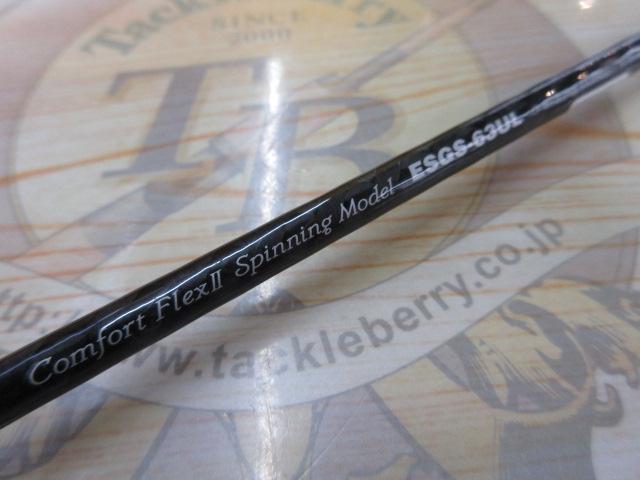 Tackleberry
SINCE
2000
TB
Comfort Flex II Spinning Model ESGS-63UL
http://www.tackleberry.co.jp